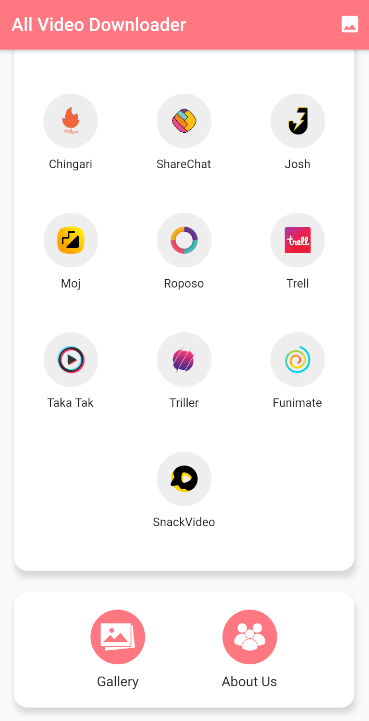 All Video Downloader
Chingari ShareChat Josh
Moj Roposo trell Trell
Taka Tak Triller Funimate
SnackVideo
Gallery About Us